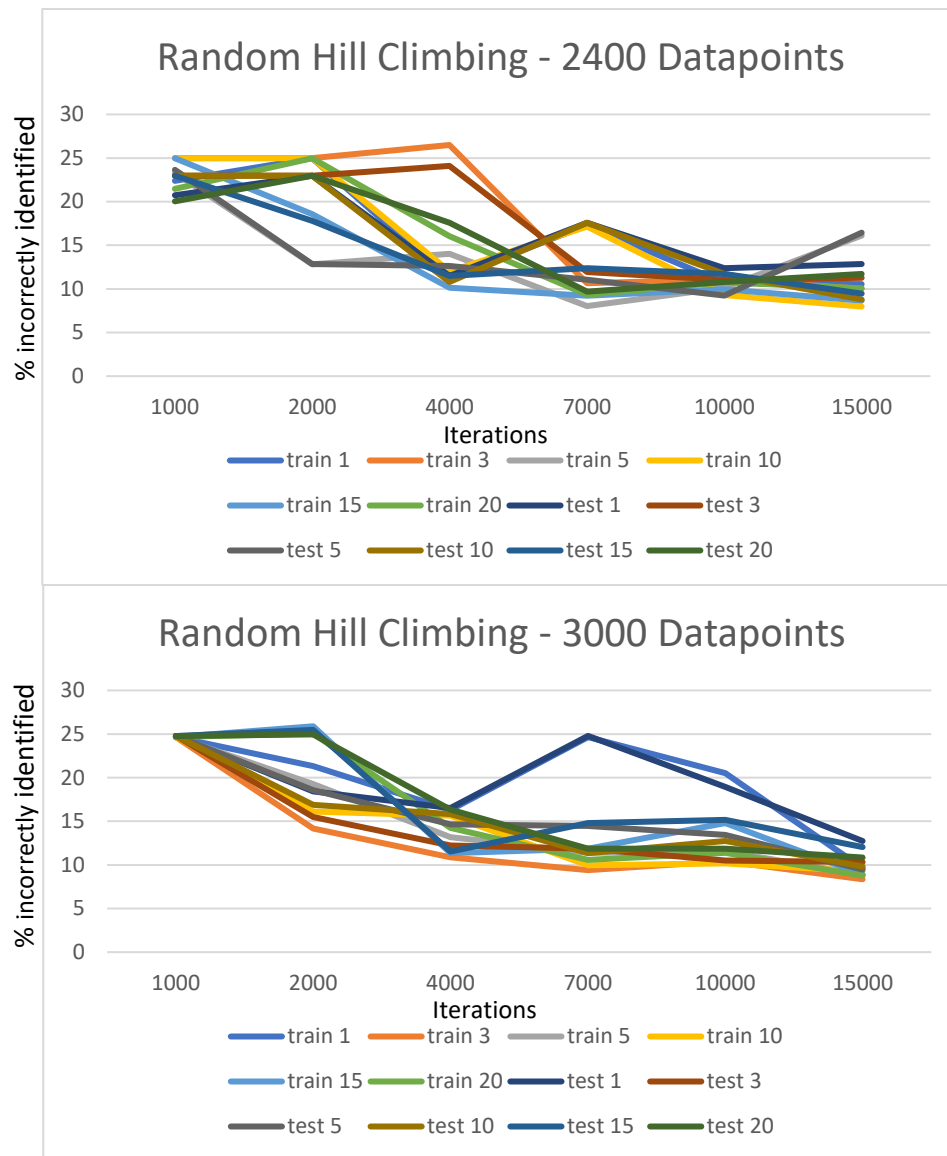 Random Hill Climbing - 2400 Datapoints
% incorrectly identified
30
25
20
15
10
5
0
1000 2000 4000 7000 10000 15000
Iterations
train 1 train 3 train 5 train 10
train 15 train 20 test 1 test 3
test 5 test 10 test 15 test 20
Random Hill Climbing - 3000 Datapoints
% incorrectly identified
30
25
20
15
10
5
0
1000 2000 4000 7000 10000 15000
Iterations
train 1 train 3 train 5 train 10
train 15 train 20 test 1 test 3
test 5 test 10 test 15 test 20